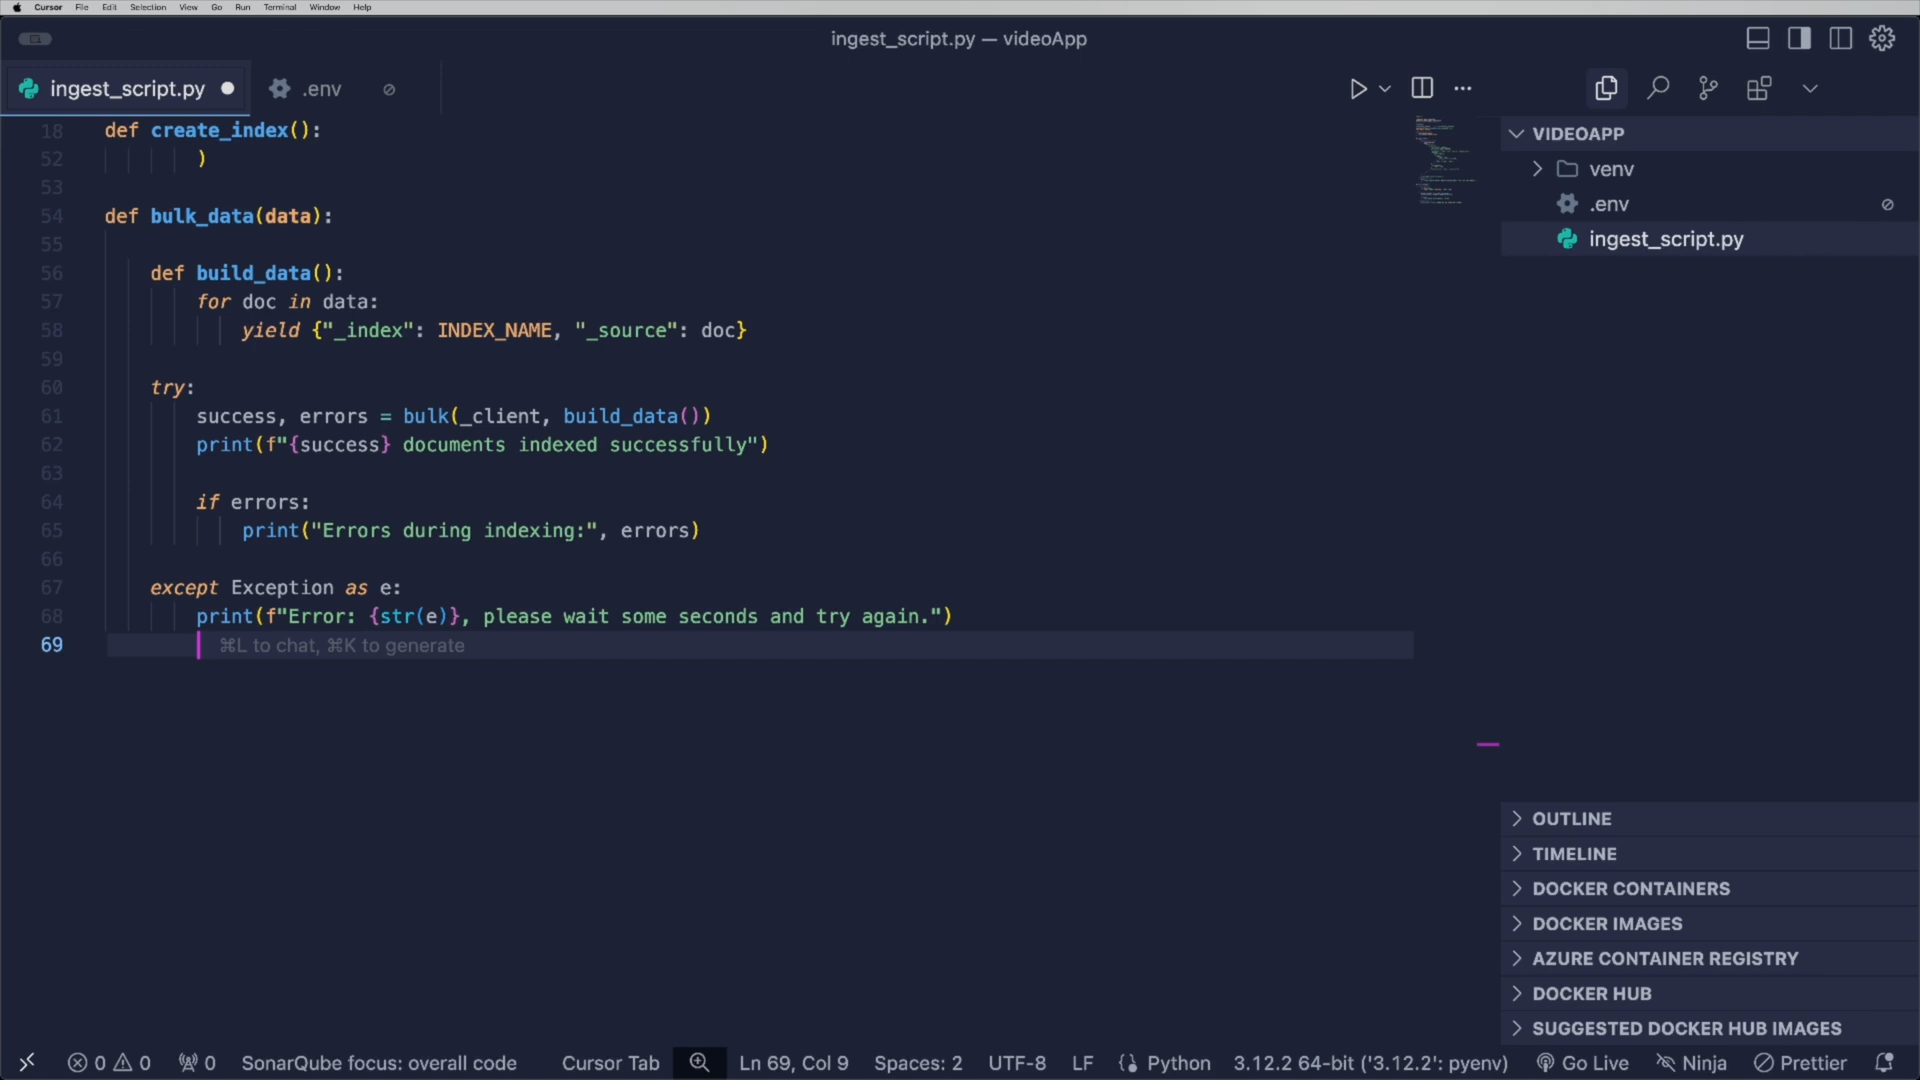 Cursor File Edit Selection View Go Run Terminal Window Help
ingest_script.py — videoApp
ingest_script.py
.env
18 def create_index():
52 )
53
54 def bulk_data(data):
55
56 def build_data():
57 for doc in data:
58 yield {"_index": INDEX_NAME, "_source": doc}
59
60 try:
61 success, errors = bulk(_client, build_data())
62 print(f"{success} documents indexed successfully")
63
64 if errors:
65 print("Errors during indexing:", errors)
66
67 except Exception as e:
68 print(f"Error: {str(e)}, please wait some seconds and try again.")
69 ⌘L to chat, ⌘K to generate
VIDEOAPP
venv
.env
ingest_script.py
OUTLINE
TIMELINE
DOCKER CONTAINERS
DOCKER IMAGES
AZURE CONTAINER REGISTRY
DOCKER HUB
SUGGESTED DOCKER HUB IMAGES
0 0 0 SonarQube focus: overall code Cursor Tab Ln 69, Col 9 Spaces: 2 UTF-8 LF Python 3.12.2 64-bit ('3.12.2': pyenv) Go Live Ninja Prettier